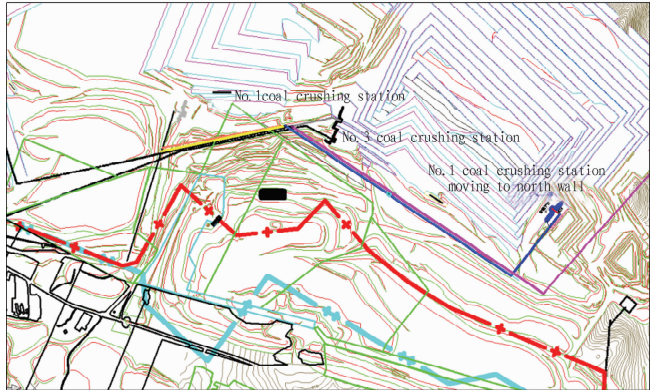 No.1coal crushing station
No.3 coal crushing station
No.1 coal crushing station
moving to north wall